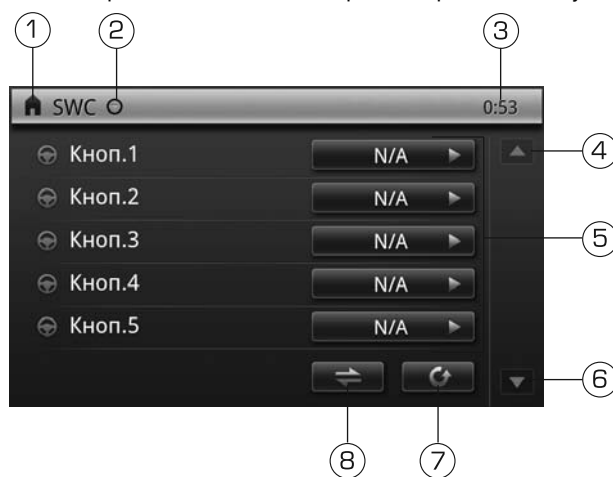 1 2 3
SWC 0:53
Кноп.1 N/A
4
Кноп.2 N/A
Кноп.3 N/A
5
Кноп.4 N/A
Кноп.5 N/A
6
8 7